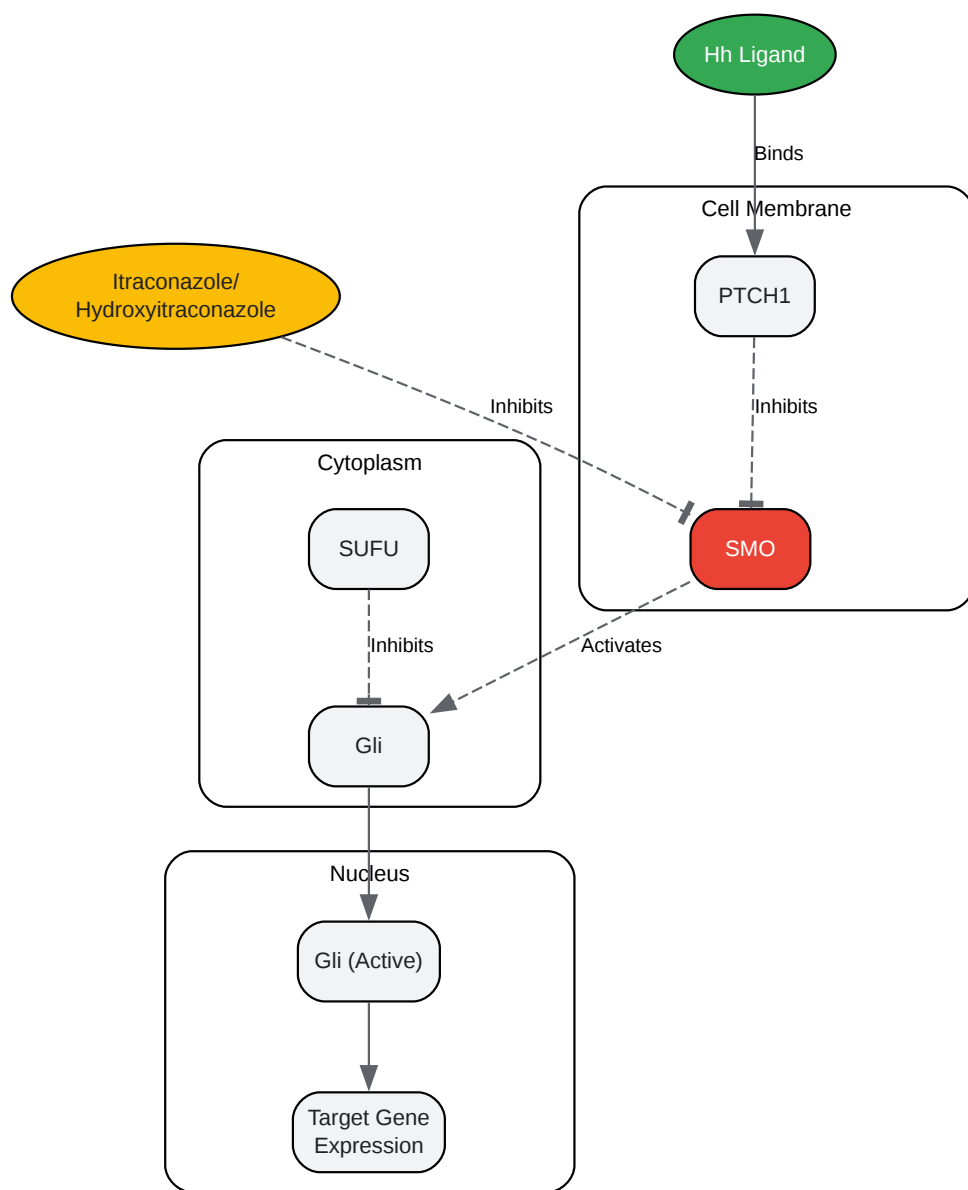 Hh Ligand
Binds
Cell Membrane
Itraconazole/
Hydroxyitraconazole
PTCH1
Inhibits
Inhibits
Cytoplasm
SUFU
SMO
Inhibits
Activates
Gli
Nucleus
Gli (Active)
Target Gene
Expression